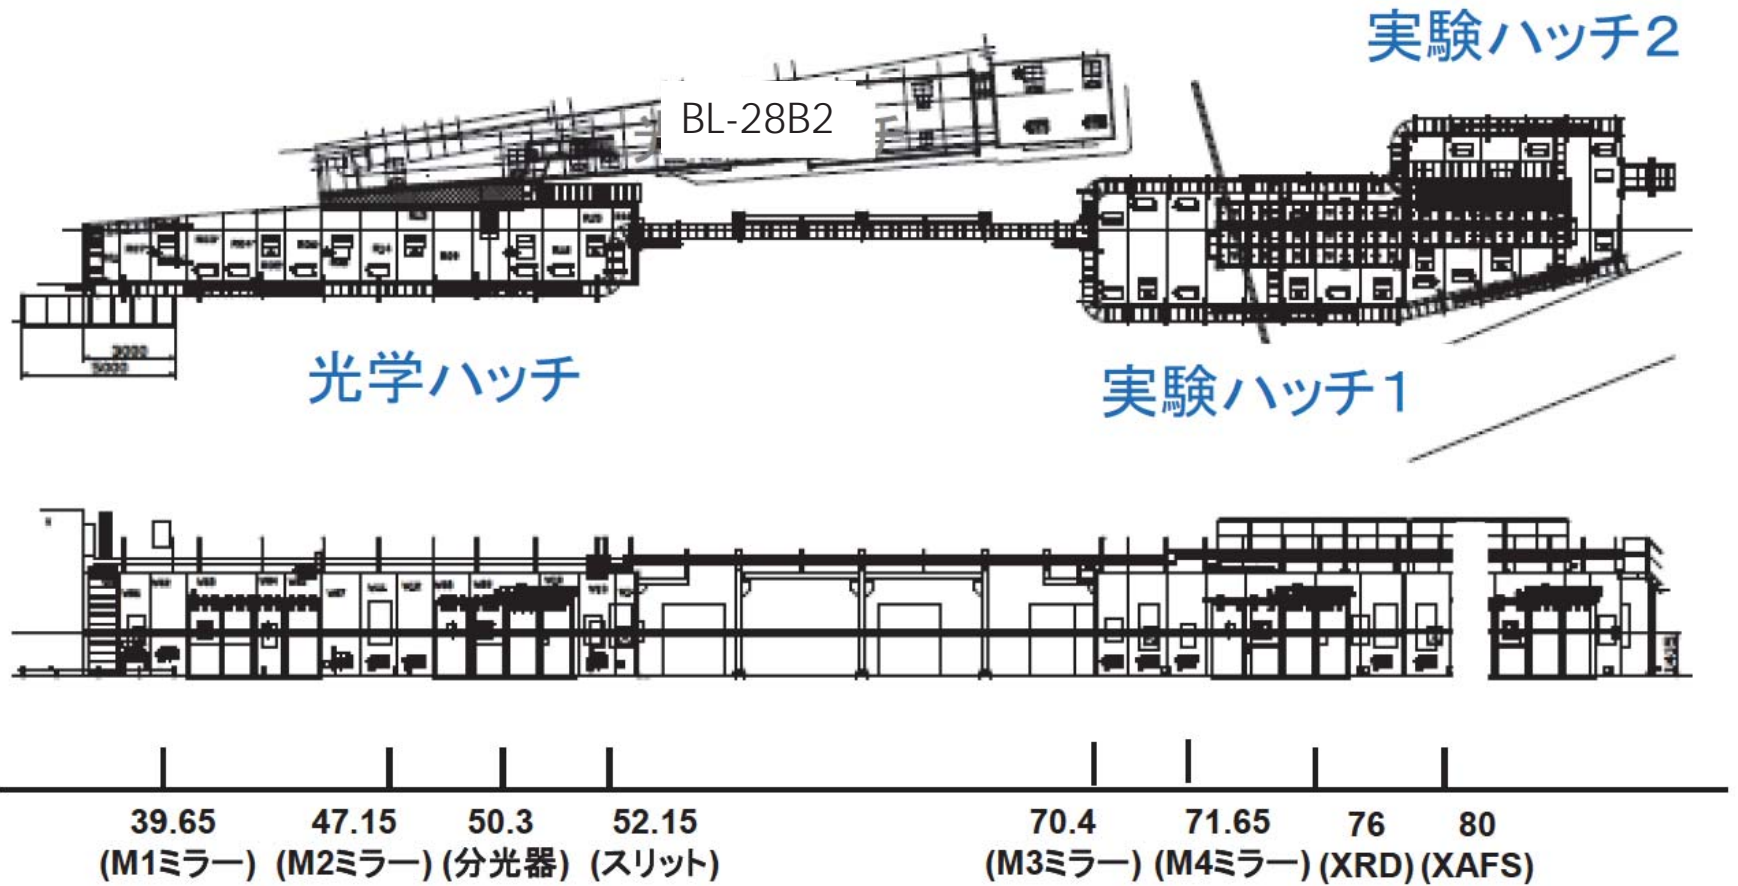 実験ハッチ2
BL-28B2
3000
5000
光学ハッチ
実験ハッチ1
39.65
47.15
50.3
52.15
70.4
71.65
76
80
(M1ミラー)
(M2ミラー)
(分光器)
(スリット)
(M3ミラー)
(M4ミラー)
(XRD)
(XAFS)